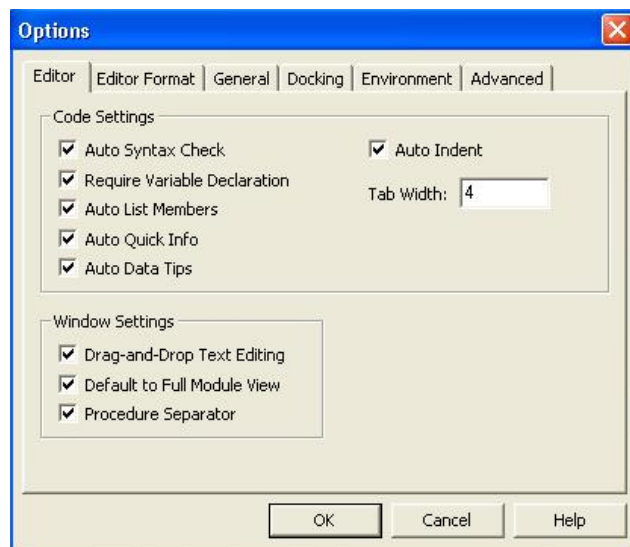 Options
Editor Editor Format General Docking Environment Advanced
Code Settings
Auto Syntax Check Auto Indent
Require Variable Declaration
Tab Width: 4
Auto List Members
Auto Quick Info
Auto Data Tips
Window Settings
Drag-and-Drop Text Editing
Default to Full Module View
Procedure Separator
OK Cancel Help